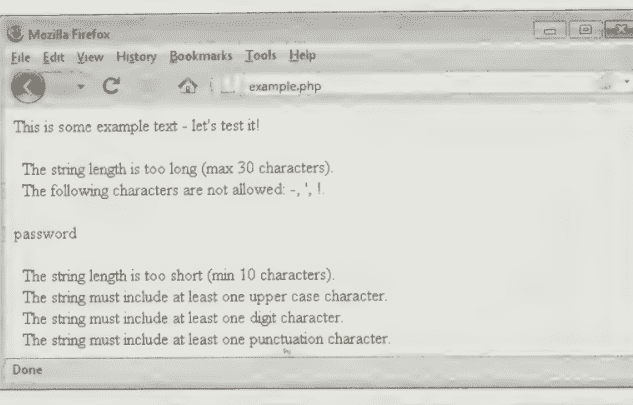 Mozilla Firefox
File Edit View History Bookmarks Tools Help
example.php
This is some example text - let's test it!
The string length is too long (max 30 characters).
The following characters are not allowed: -, ', !.
password
The string length is too short (min 10 characters).
The string must include at least one upper case character.
The string must include at least one digit character.
The string must include at least one punctuation character.
Done